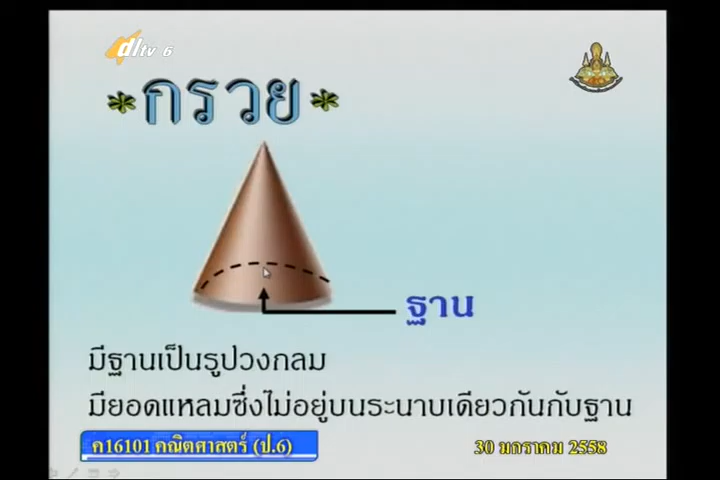 dltv 6
*กรวย*
ฐาน
มีฐานเป็นรูปวงกลม
มียอดแหลมซึ่งไม่อยู่บนระนาบเดียวกันกับฐาน
ค16101 คณิตศาสตร์ (ป.6)
30 มกราคม 2558